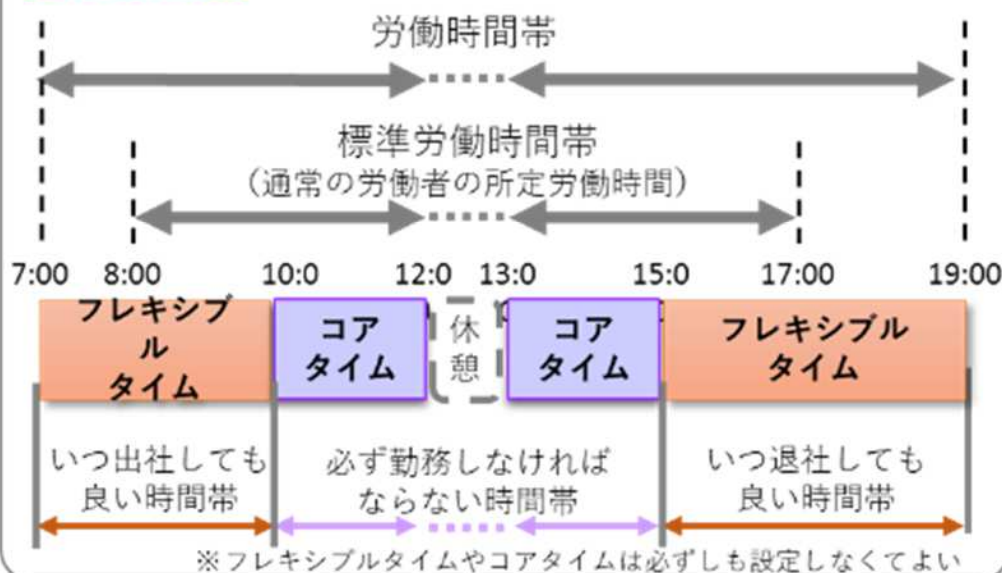 労働時間帯
標準労働時間帯
（通常の労働者の所定労働時間）
7:00 8:00 10:0 12:0 13:0 15:0 17:00 19:00
フレキシブ
ル
タイム
コア
タイム
休
憩
コア
タイム
フレキシブル
タイム
いつ出社しても
良い時間帯
必ず勤務しなければ
ならない時間帯
いつ退社しても
良い時間帯
※フレキシブルタイムやコアタイムは必ずしも設定しなくてよい